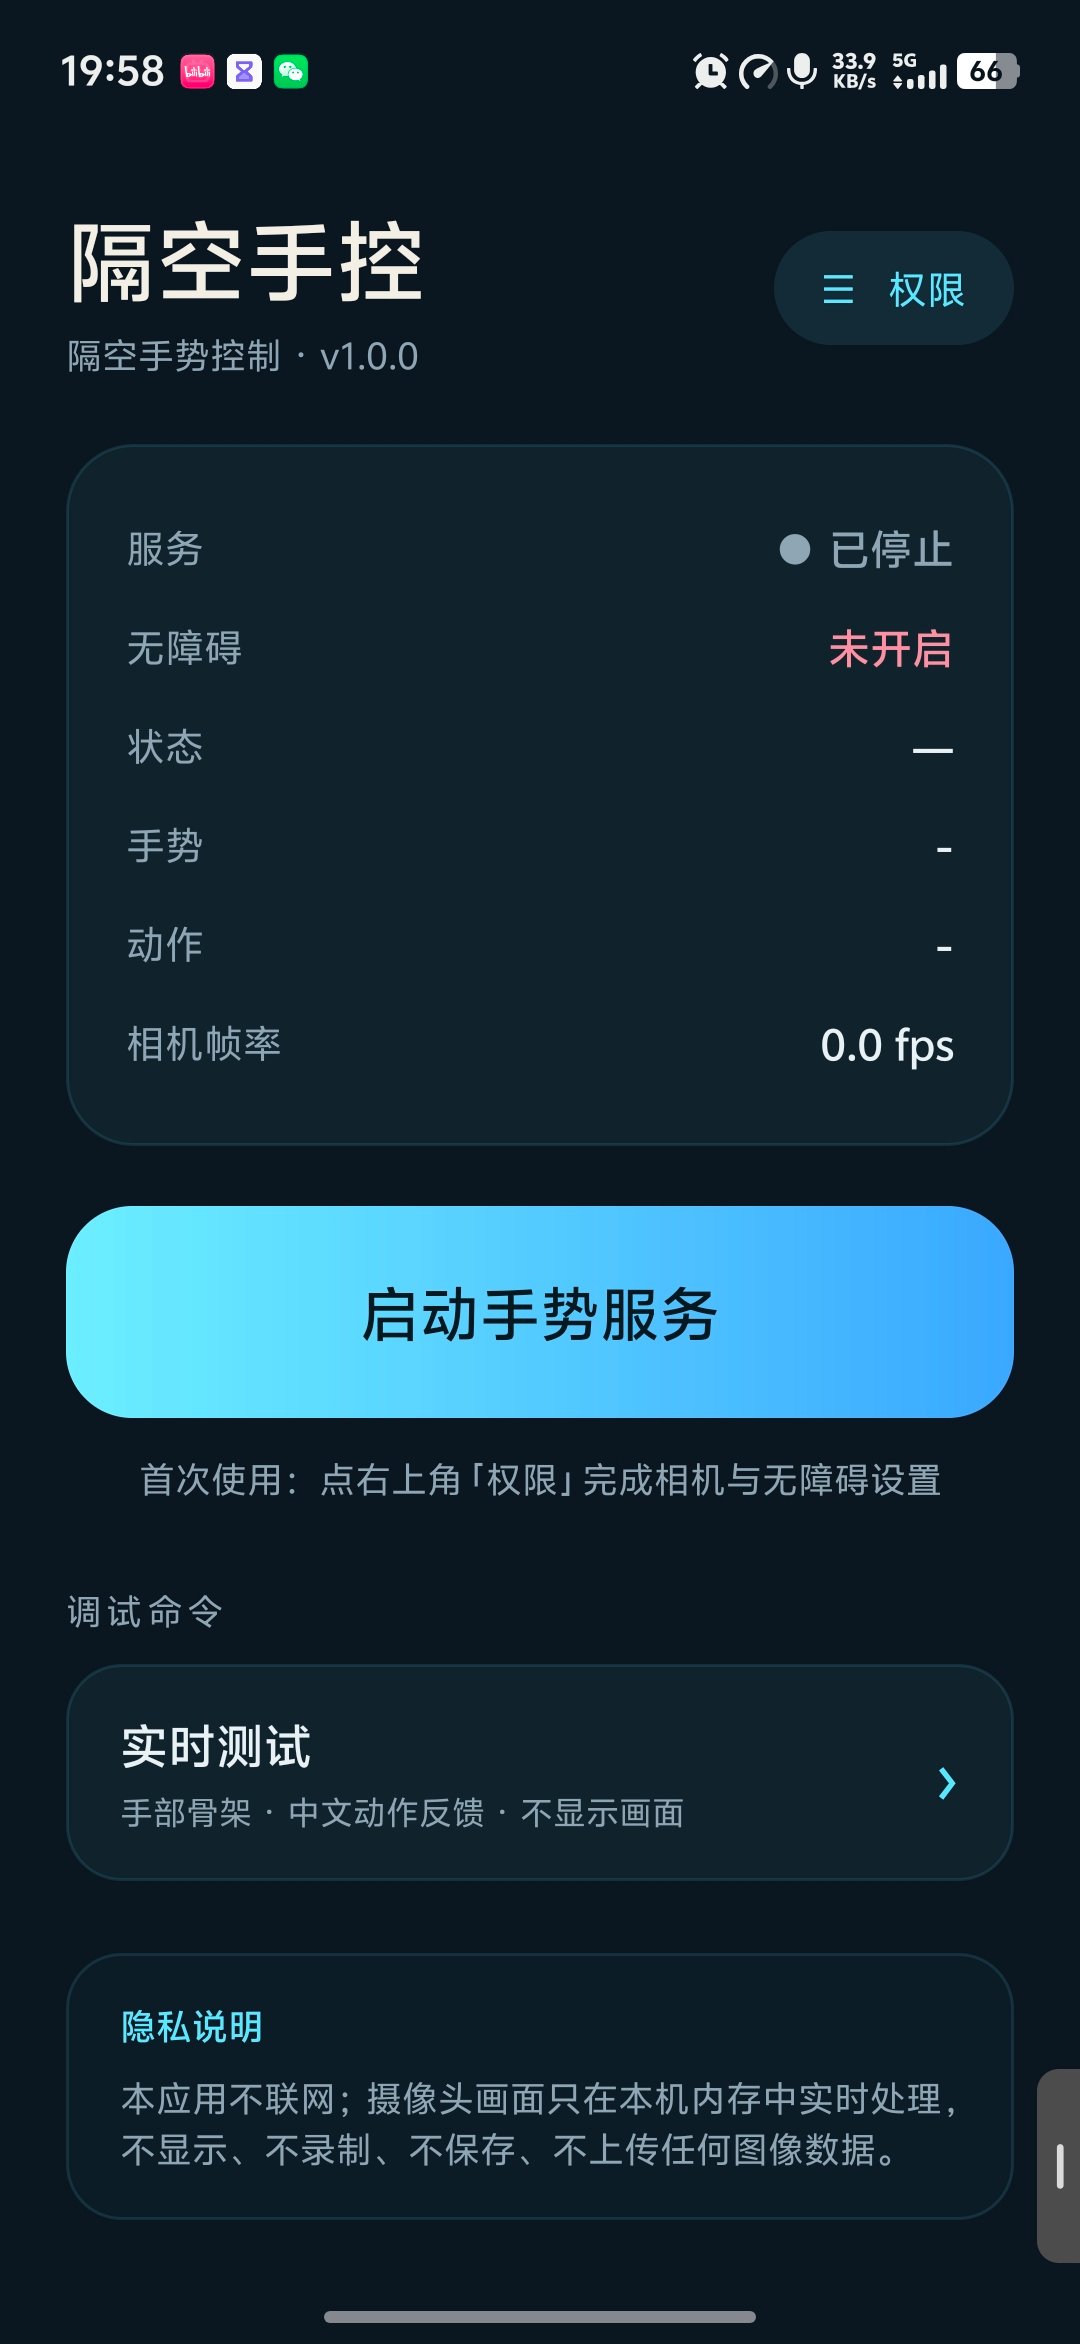 19:58
33.9 KB/s 5G 66
隔空手控
隔空手势控制 · v1.0.0
权限
服务 已停止
无障碍 未开启
状态 —
手势 -
动作 -
相机帧率 0.0 fps
启动手势服务
首次使用：点右上角「权限」完成相机与无障碍设置
调试命令
实时测试
手部骨架 · 中文动作反馈 · 不显示画面
隐私说明
本应用不联网；摄像头画面只在本机内存中实时处理，
不显示、不录制、不保存、不上传任何图像数据。